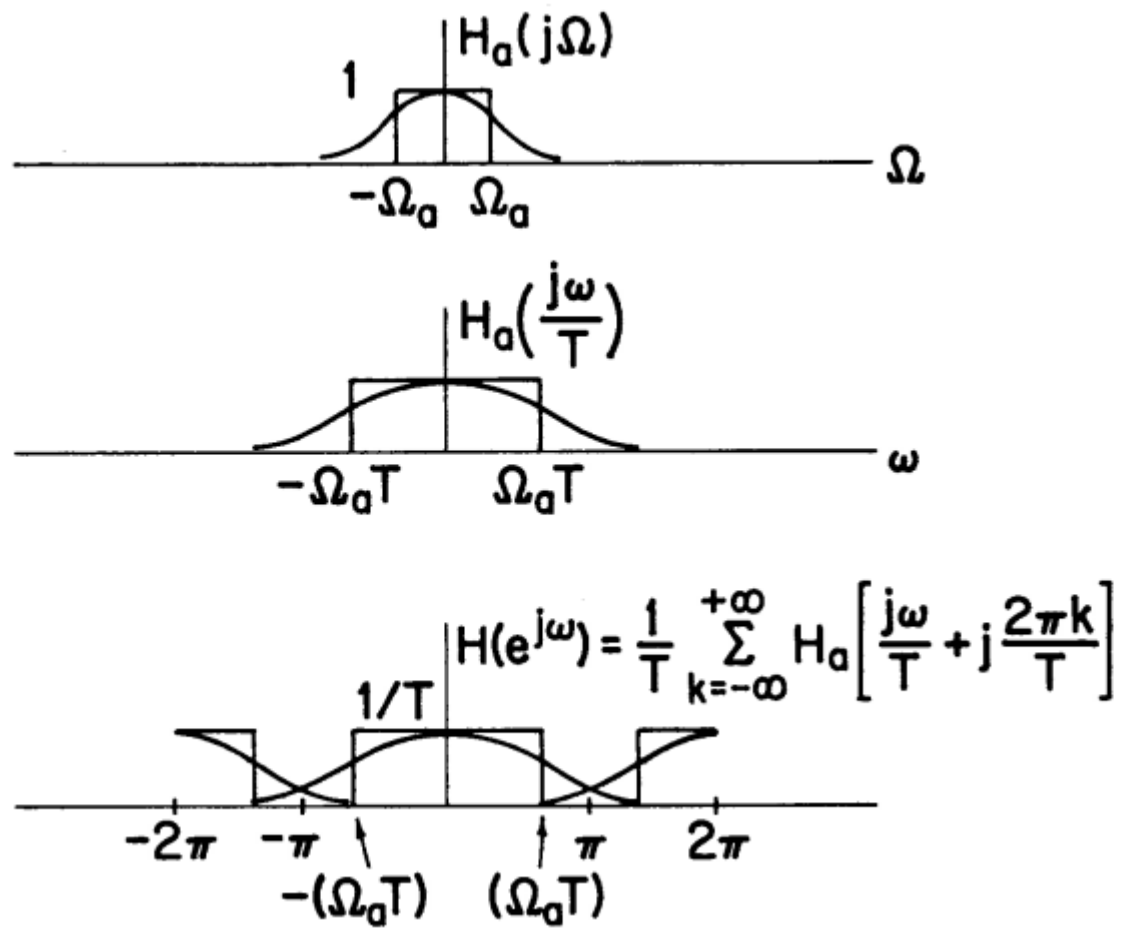 Hₐ(jΩ)
1
Ω
-Ωₐ Ωₐ
Hₐ(jω/T)
ω
-ΩₐT ΩₐT
H(e^{jω}) = 1/T Σ_{k=-∞}^{+∞} Hₐ[jω/T + j 2πk/T]
1/T
-2π -π π 2π
-(ΩₐT) (ΩₐT)